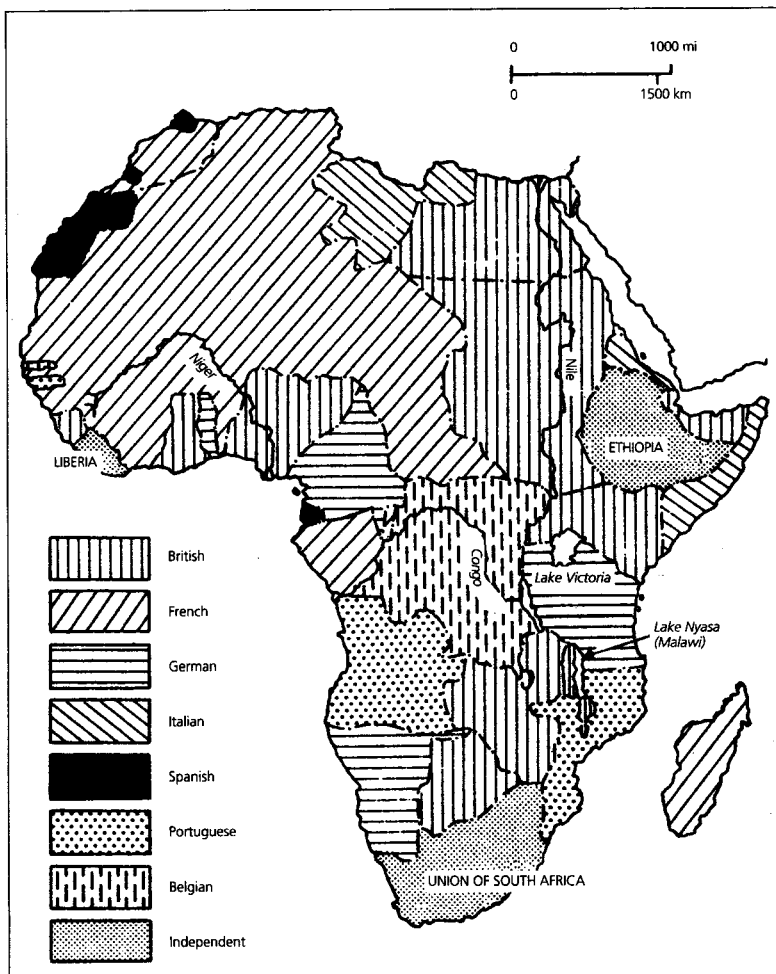 0 1000 mi
0 1500 km
Niger
Nile
LIBERIA
ETHIOPIA
Congo
Lake Victoria
Lake Nyasa
(Malawi)
UNION OF SOUTH AFRICA
British
French
German
Italian
Spanish
Portuguese
Belgian
Independent